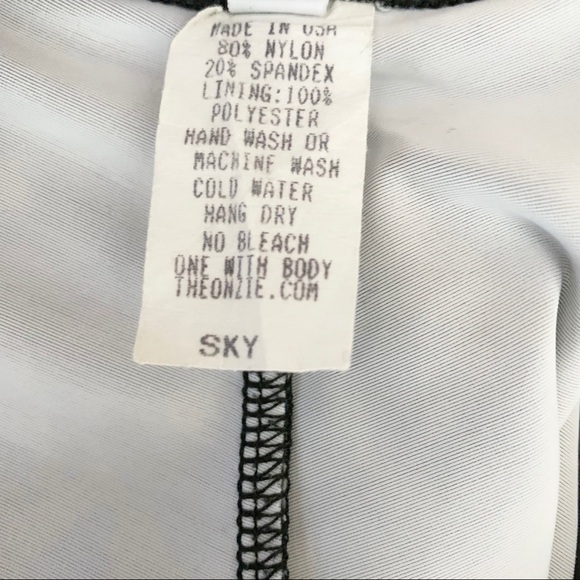 MADE IN USA
80% NYLON
20% SPANDEX
LINING:100%
POLYESTER
HAND WASH OR
MACHINE WASH
COLD WATER
HANG DRY
NO BLEACH
ONE WITH BODY
THEONZIE.COM
SKY